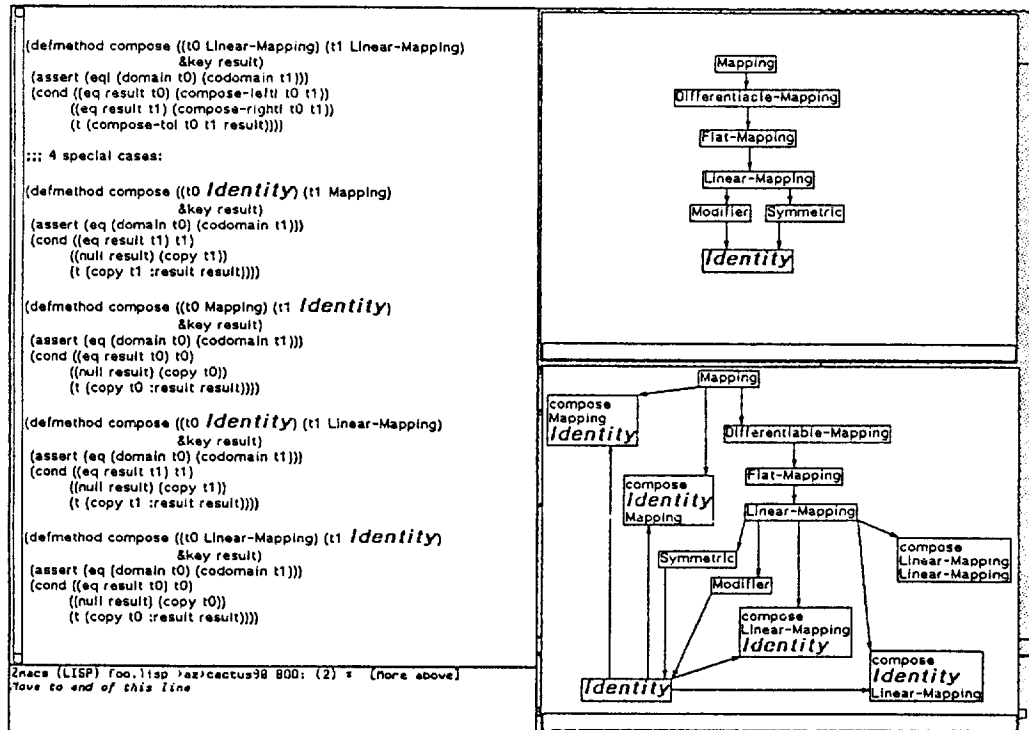 (defmethod compose ((t0 Linear-Mapping) (t1 Linear-Mapping)
&key result)
(assert (eql (domain t0) (codomain t1)))
(cond ((eq result t0) (compose-left! t0 t1))
((eq result t1) (compose-right! t0 t1))
(t (compose-to! t0 t1 result))))
;;; 4 special cases:
(defmethod compose ((t0 Identity) (t1 Mapping)
&key result)
(assert (eq (domain t0) (codomain t1)))
(cond ((eq result t1) t1)
((null result) (copy t1))
(t (copy t1 :result result))))
(defmethod compose ((t0 Mapping) (t1 Identity)
&key result)
(assert (eq (domain t0) (codomain t1)))
(cond ((eq result t0) t0)
((null result) (copy t0))
(t (copy t0 :result result))))
(defmethod compose ((t0 Identity) (t1 Linear-Mapping)
&key result)
(assert (eq (domain t0) (codomain t1)))
(cond ((eq result t1) t1)
((null result) (copy t1))
(t (copy t1 :result result))))
(defmethod compose ((t0 Linear-Mapping) (t1 Identity)
&key result)
(assert (eq (domain t0) (codomain t1)))
(cond ((eq result t0) t0)
((null result) (copy t0))
(t (copy t0 :result result))))
Zmacs (LISP) foo.lisp >az>cactus98 B00: (2) * [More above]
Move to end of this line
Mapping
Differentiable-Mapping
Flat-Mapping
Linear-Mapping
Modifier Symmetric
Identity
Mapping
compose
Mapping
Identity
Differentiable-Mapping
Flat-Mapping
compose
Identity
Mapping
Linear-Mapping
Symmetric
compose
Linear-Mapping
Linear-Mapping
Modifier
compose
Linear-Mapping
Identity
compose
Identity
Linear-Mapping
Identity